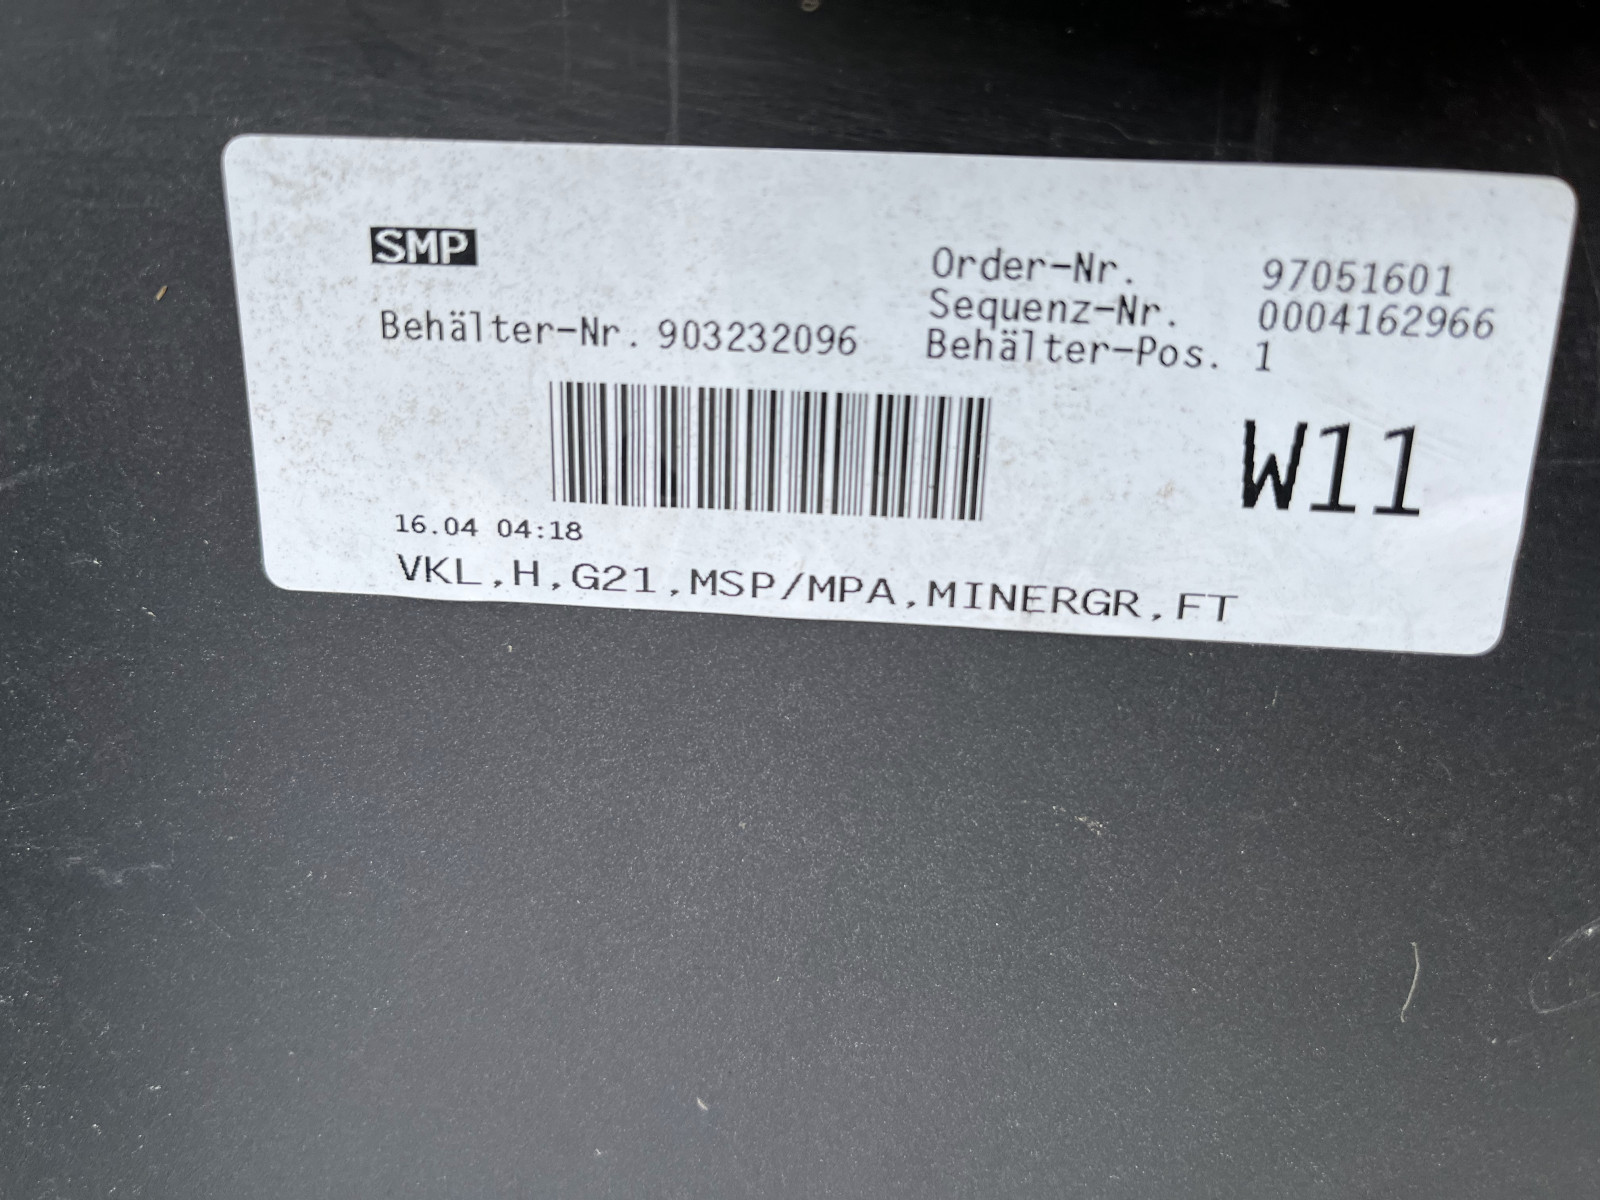 SMP
Order-Nr. 97051601
Sequenz-Nr. 0004162966
Behälter-Nr. 903232096 Behälter-Pos. 1
W11
16.04 04:18
VKL,H,G21,MSP/MPA,MINERGR,FT